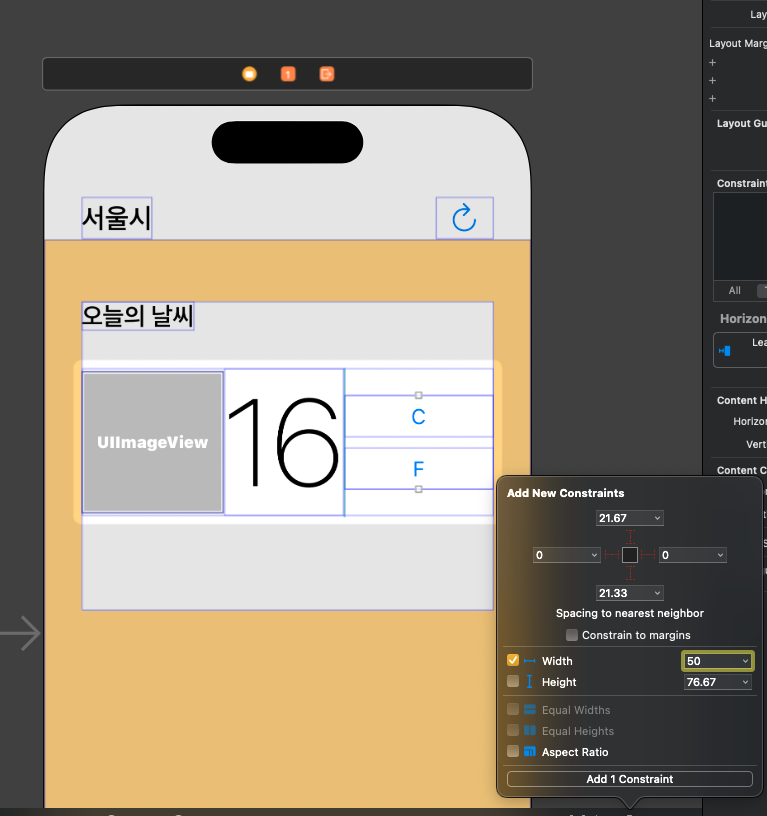 Lay
Layout Marg
Layout Gu
Constraint
서울시
오늘의 날씨
All
Horizon
Lea
UIImageView
16
C
F
Content H
Horizo
Vert
Content C
Add New Constraints
21.67
0
0
21.33
Spacing to nearest neighbor
Constrain to margins
Width
50
Height
76.67
Equal Widths
Equal Heights
Aspect Ratio
Add 1 Constraint